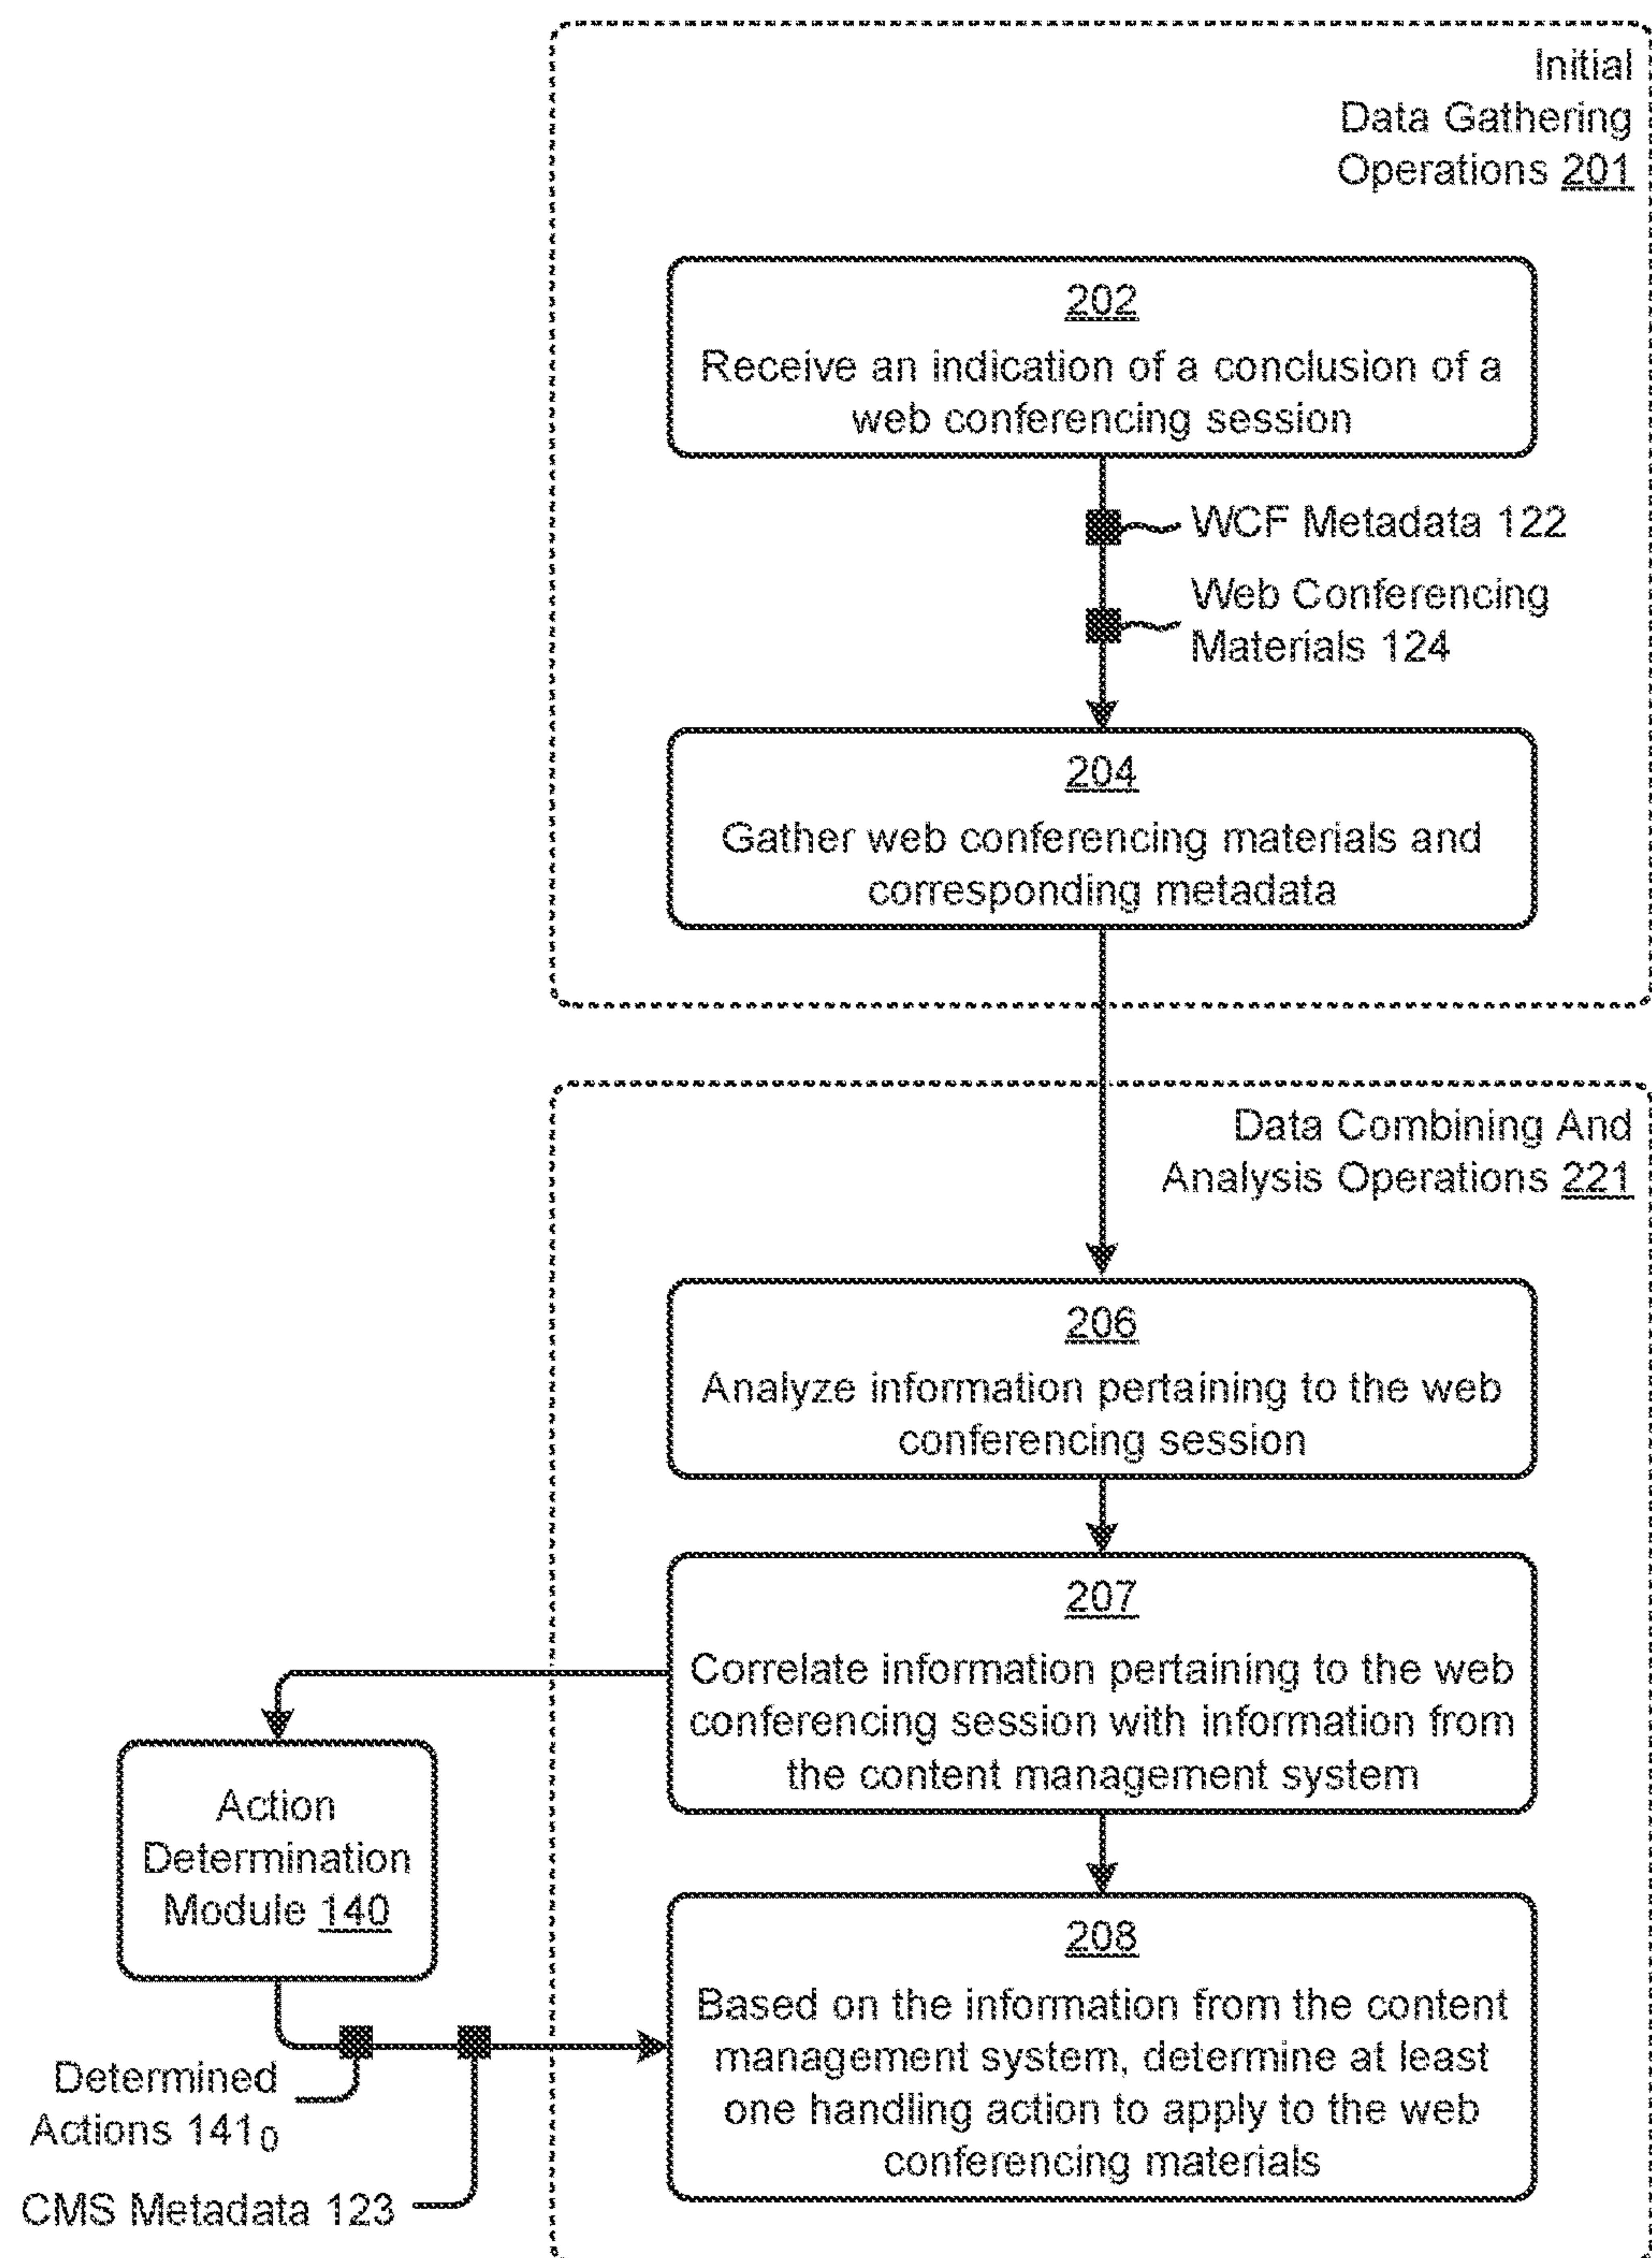 Initial
Data Gathering
Operations 201
202
Receive an indication of a conclusion of a
web conferencing session
WCF Metadata 122
Web Conferencing
Materials 124
204
Gather web conferencing materials and
corresponding metadata
Data Combining And
Analysis Operations 221
206
Analyze information pertaining to the web
conferencing session
207
Correlate information pertaining to the web
conferencing session with information from
the content management system
Action
Determination
Module 140
208
Based on the information from the content
management system, determine at least
one handling action to apply to the web
conferencing materials
Determined
Actions 141₀
CMS Metadata 123